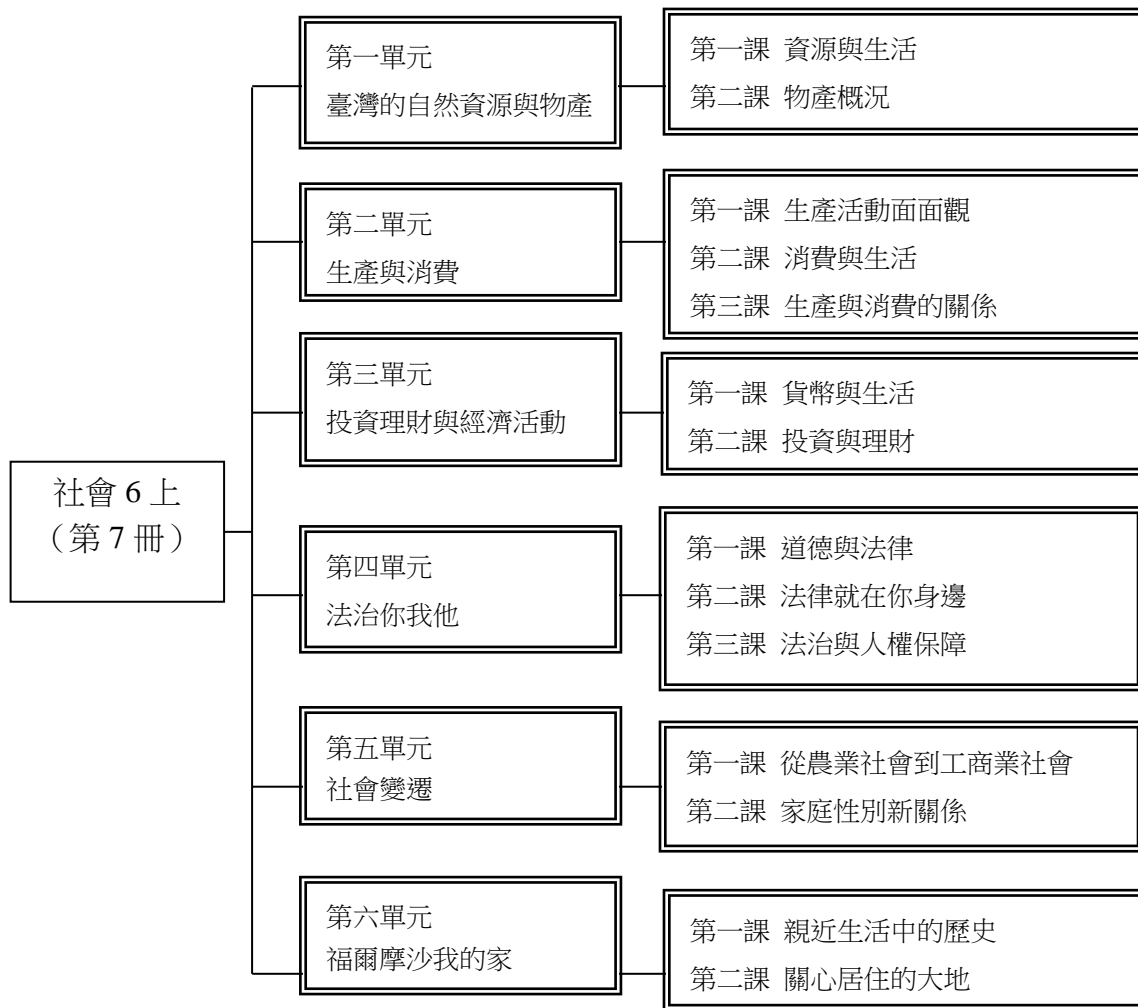 社會 6 上
（第 7 冊）
第一單元
臺灣的自然資源與物產
第一課 資源與生活
第二課 物產概況
第二單元
生產與消費
第一課 生產活動面面觀
第二課 消費與生活
第三課 生產與消費的關係
第三單元
投資理財與經濟活動
第一課 貨幣與生活
第二課 投資與理財
第四單元
法治你我他
第一課 道德與法律
第二課 法律就在你身邊
第三課 法治與人權保障
第五單元
社會變遷
第一課 從農業社會到工商業社會
第二課 家庭性別新關係
第六單元
福爾摩沙我的家
第一課 親近生活中的歷史
第二課 關心居住的大地